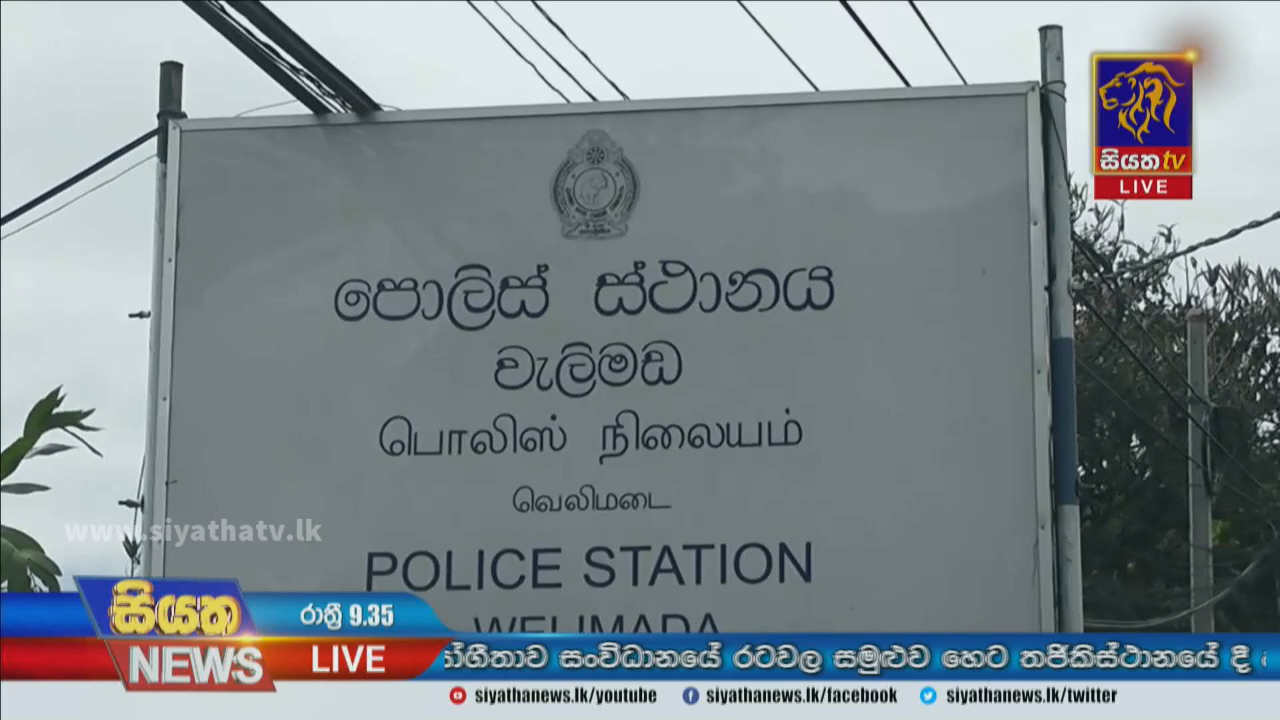 සියත tv
LIVE
පොලිස් ස්ථානය
වැලිමඩ
பொலிஸ் நிலையம்
வெலிமடை
www.siyathatv.lk
POLICE STATION
WELIMADA
සියත
රාත්‍රී 9.35
NEWS
LIVE
සංවිධානයේ රටවල සමුළුව හෙට තජිකිස්ථානයේ දී
siyathanews.lk/youtube siyathanews.lk/facebook siyathanews.lk/twitter